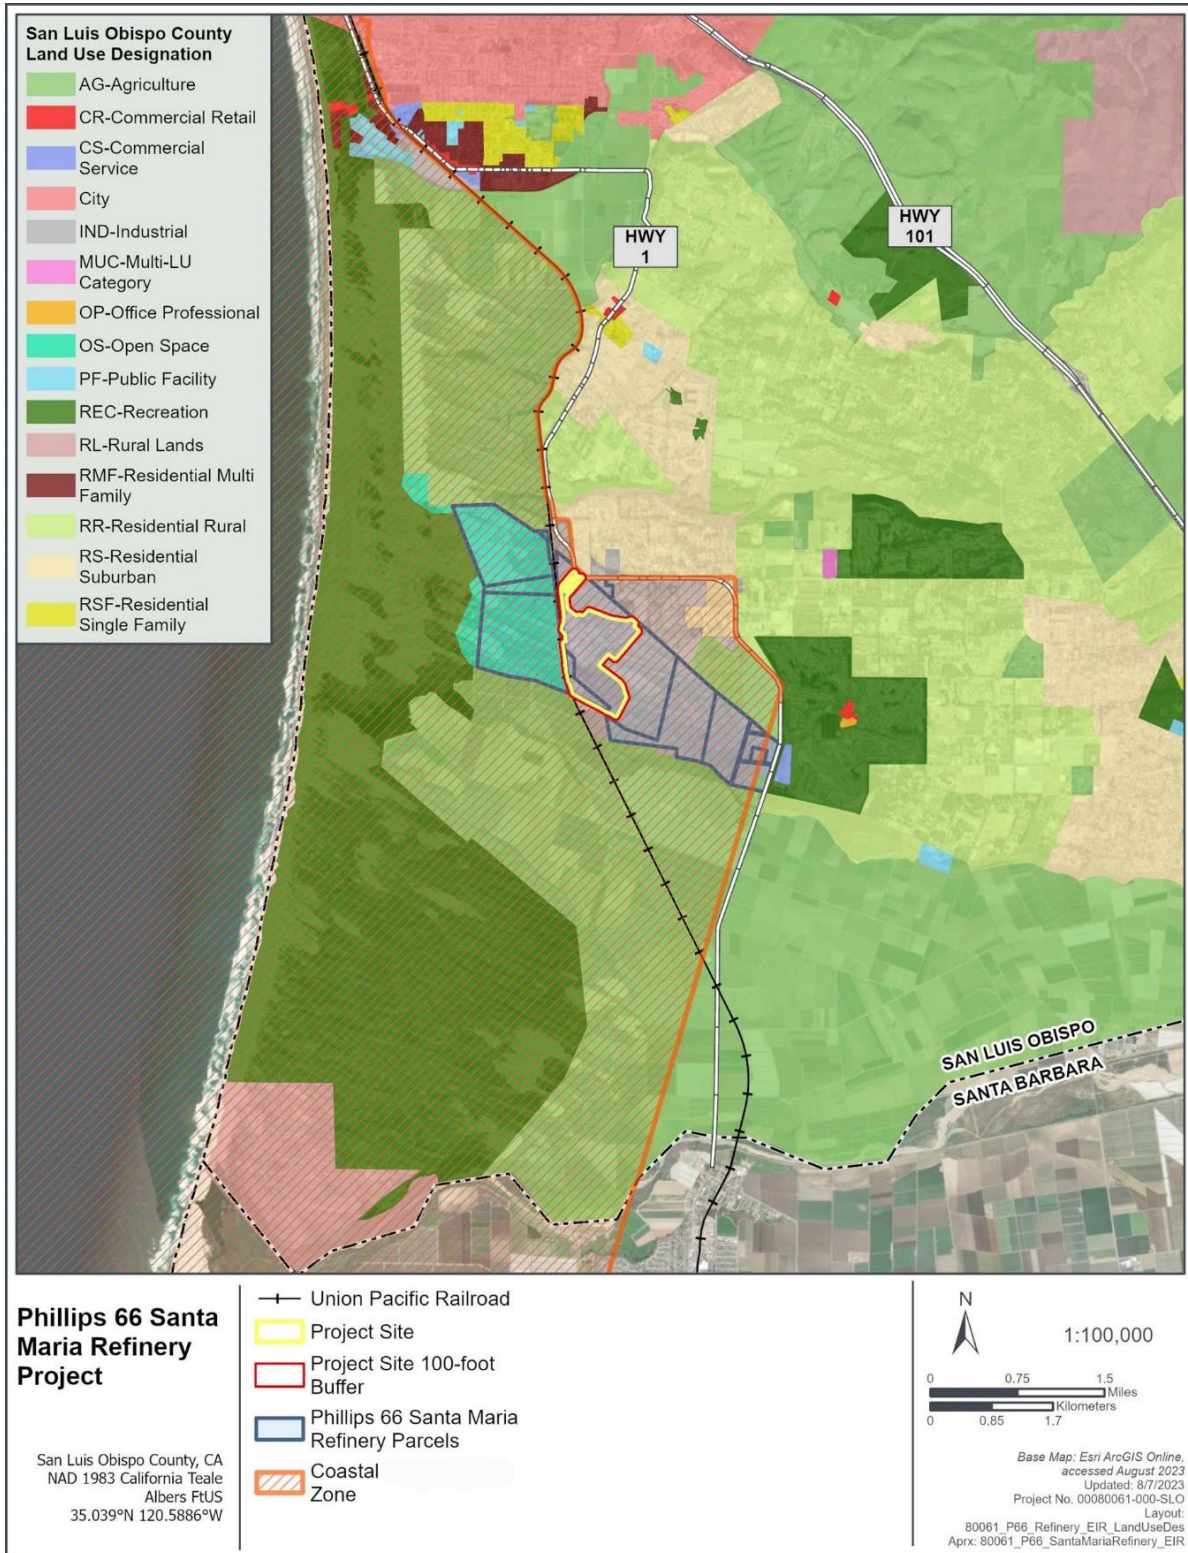 San Luis Obispo County
Land Use Designation
AG-Agriculture
CR-Commercial Retail
CS-Commercial
Service
City
IND-Industrial
MUC-Multi-LU
Category
OP-Office Professional
OS-Open Space
PF-Public Facility
REC-Recreation
RL-Rural Lands
RMF-Residential Multi
Family
RR-Residential Rural
RS-Residential
Suburban
RSF-Residential
Single Family
HWY
101
HWY
1
SAN LUIS OBISPO
SANTA BARBARA
Phillips 66 Santa
Maria Refinery
Project
San Luis Obispo County, CA
NAD 1983 California Teale
Albers FtUS
35.039°N 120.5886°W
Union Pacific Railroad
Project Site
Project Site 100-foot
Buffer
Phillips 66 Santa Maria
Refinery Parcels
Coastal
Zone
N
1:100,000
0 0.75 1.5
Miles
Kilometers
0 0.85 1.7
Base Map: Esri ArcGIS Online,
accessed August 2023
Updated: 8/7/2023
Project No. 00080061-000-SLO
Layout:
80061_P66_Refinery_EIR_LandUseDes
Aprx: 80061_P66_SantaMariaRefinery_EIR